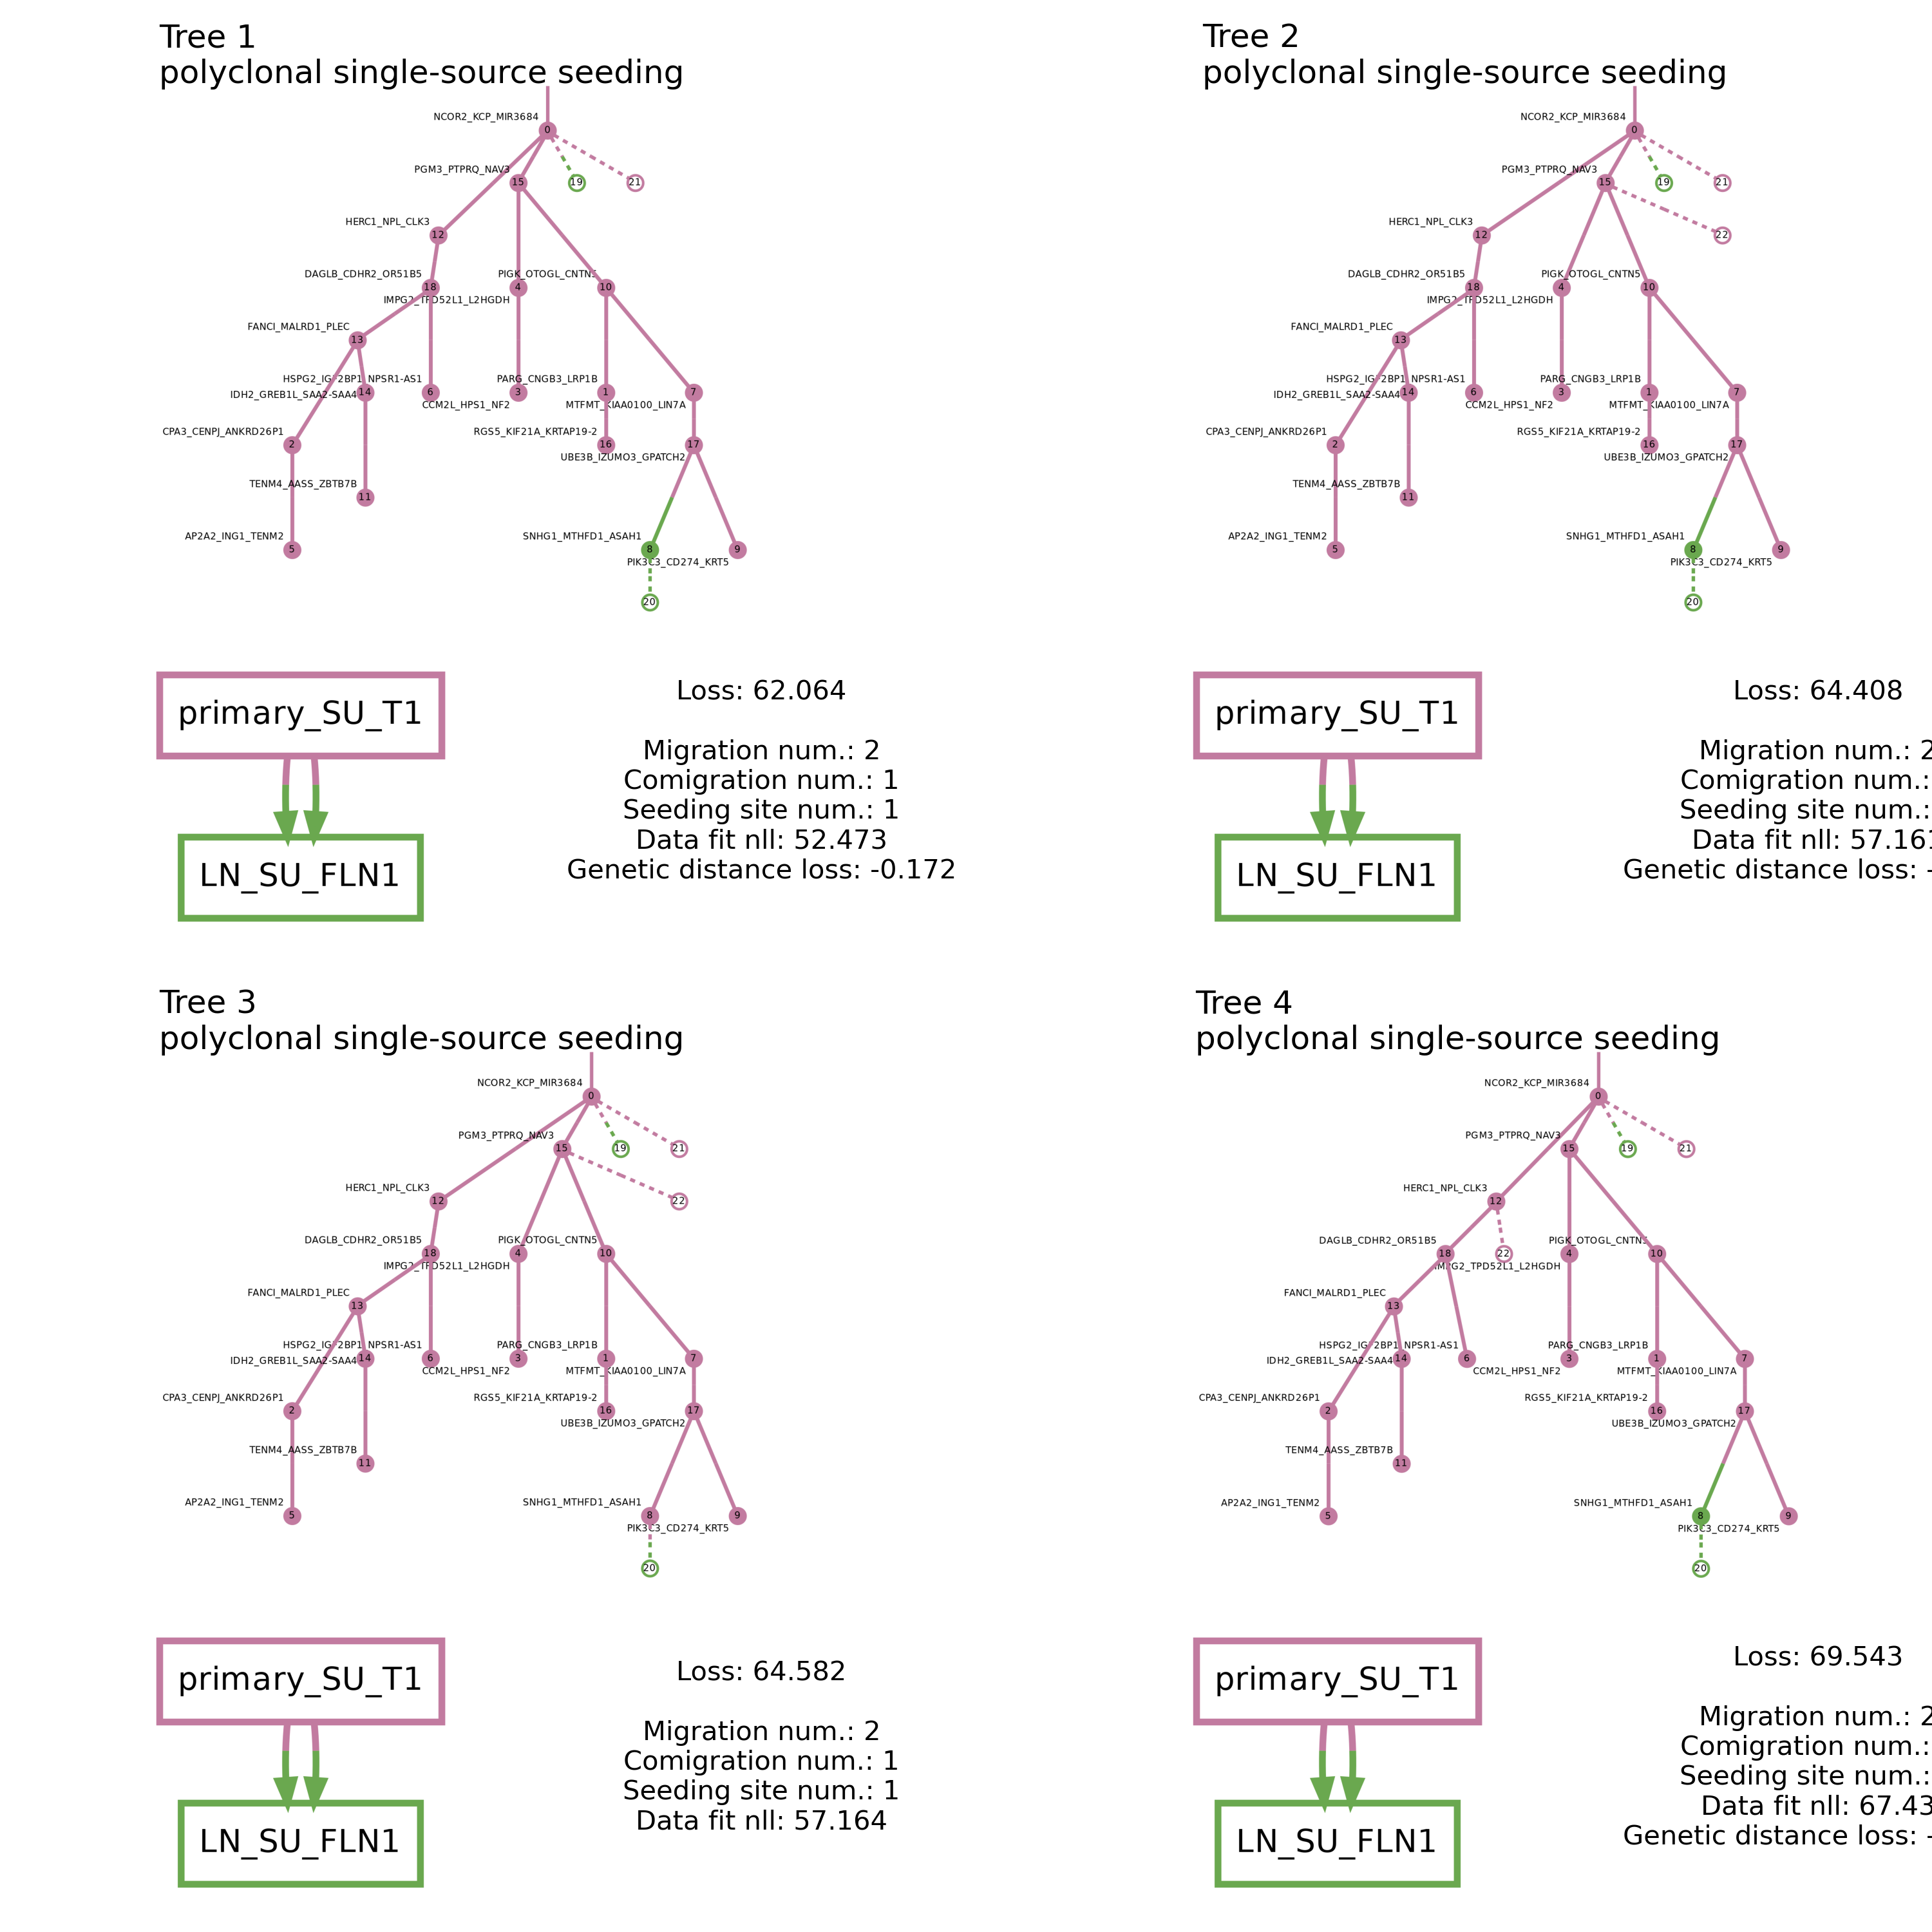 Tree 1
polyclonal single-source seeding
NCOR2_KCP_MIR3684
0
PGM3_PTPRQ_NAV3
15
19
21
HERC1_NPL_CLK3
12
DAGLB_CDHR2_OR51B5
18
PIGK_OTOGL_CNTN5
4
10
IMPG2_TPD52L1_L2HGDH
FANCI_MALRD1_PLEC
13
HSPG2_IGF2BP1_NPSR1-AS1
PARG_CNGB3_LRP1B
IDH2_GREB1L_SAA2-SAA4
14
6
3
1
7
CCM2L_HPS1_NF2
MTFMT_KIAA0100_LIN7A
CPA3_CENPJ_ANKRD26P1
2
RGS5_KIF21A_KRTAP19-2
16
17
UBE3B_IZUMO3_GPATCH2
TENM4_AASS_ZBTB7B
11
AP2A2_ING1_TENM2
5
SNHG1_MTHFD1_ASAH1
8
9
PIK3C3_CD274_KRT5
20
primary_SU_T1
LN_SU_FLN1
Loss: 62.064
Migration num.: 2
Comigration num.: 1
Seeding site num.: 1
Data fit nll: 52.473
Genetic distance loss: -0.172
Tree 2
polyclonal single-source seeding
NCOR2_KCP_MIR3684
0
PGM3_PTPRQ_NAV3
15
19
21
HERC1_NPL_CLK3
12
22
DAGLB_CDHR2_OR51B5
18
PIGK_OTOGL_CNTN5
4
10
IMPG2_TPD52L1_L2HGDH
FANCI_MALRD1_PLEC
13
HSPG2_IGF2BP1_NPSR1-AS1
PARG_CNGB3_LRP1B
IDH2_GREB1L_SAA2-SAA4
14
6
3
1
7
CCM2L_HPS1_NF2
MTFMT_KIAA0100_LIN7A
CPA3_CENPJ_ANKRD26P1
2
RGS5_KIF21A_KRTAP19-2
16
17
UBE3B_IZUMO3_GPATCH2
TENM4_AASS_ZBTB7B
11
AP2A2_ING1_TENM2
5
SNHG1_MTHFD1_ASAH1
8
9
PIK3C3_CD274_KRT5
20
primary_SU_T1
LN_SU_FLN1
Loss: 64.408
Migration num.: 2
Comigration num.:
Seeding site num.:
Data fit nll: 57.161
Genetic distance loss: -
Tree 3
polyclonal single-source seeding
NCOR2_KCP_MIR3684
0
PGM3_PTPRQ_NAV3
15
19
21
HERC1_NPL_CLK3
12
22
DAGLB_CDHR2_OR51B5
18
PIGK_OTOGL_CNTN5
4
10
IMPG2_TPD52L1_L2HGDH
FANCI_MALRD1_PLEC
13
HSPG2_IGF2BP1_NPSR1-AS1
PARG_CNGB3_LRP1B
IDH2_GREB1L_SAA2-SAA4
14
6
3
1
7
CCM2L_HPS1_NF2
MTFMT_KIAA0100_LIN7A
CPA3_CENPJ_ANKRD26P1
2
RGS5_KIF21A_KRTAP19-2
16
17
UBE3B_IZUMO3_GPATCH2
TENM4_AASS_ZBTB7B
11
AP2A2_ING1_TENM2
5
SNHG1_MTHFD1_ASAH1
8
9
PIK3C3_CD274_KRT5
20
primary_SU_T1
LN_SU_FLN1
Loss: 64.582
Migration num.: 2
Comigration num.: 1
Seeding site num.: 1
Data fit nll: 57.164
Tree 4
polyclonal single-source seeding
NCOR2_KCP_MIR3684
0
PGM3_PTPRQ_NAV3
15
19
21
HERC1_NPL_CLK3
12
DAGLB_CDHR2_OR51B5
18
22
PIGK_OTOGL_CNTN5
4
10
IMPG2_TPD52L1_L2HGDH
FANCI_MALRD1_PLEC
13
HSPG2_IGF2BP1_NPSR1-AS1
PARG_CNGB3_LRP1B
IDH2_GREB1L_SAA2-SAA4
14
6
3
1
7
CCM2L_HPS1_NF2
MTFMT_KIAA0100_LIN7A
CPA3_CENPJ_ANKRD26P1
2
RGS5_KIF21A_KRTAP19-2
16
17
UBE3B_IZUMO3_GPATCH2
TENM4_AASS_ZBTB7B
11
AP2A2_ING1_TENM2
5
SNHG1_MTHFD1_ASAH1
8
9
PIK3C3_CD274_KRT5
20
primary_SU_T1
LN_SU_FLN1
Loss: 69.543
Migration num.: 2
Comigration num.:
Seeding site num.:
Data fit nll: 67.43
Genetic distance loss: -